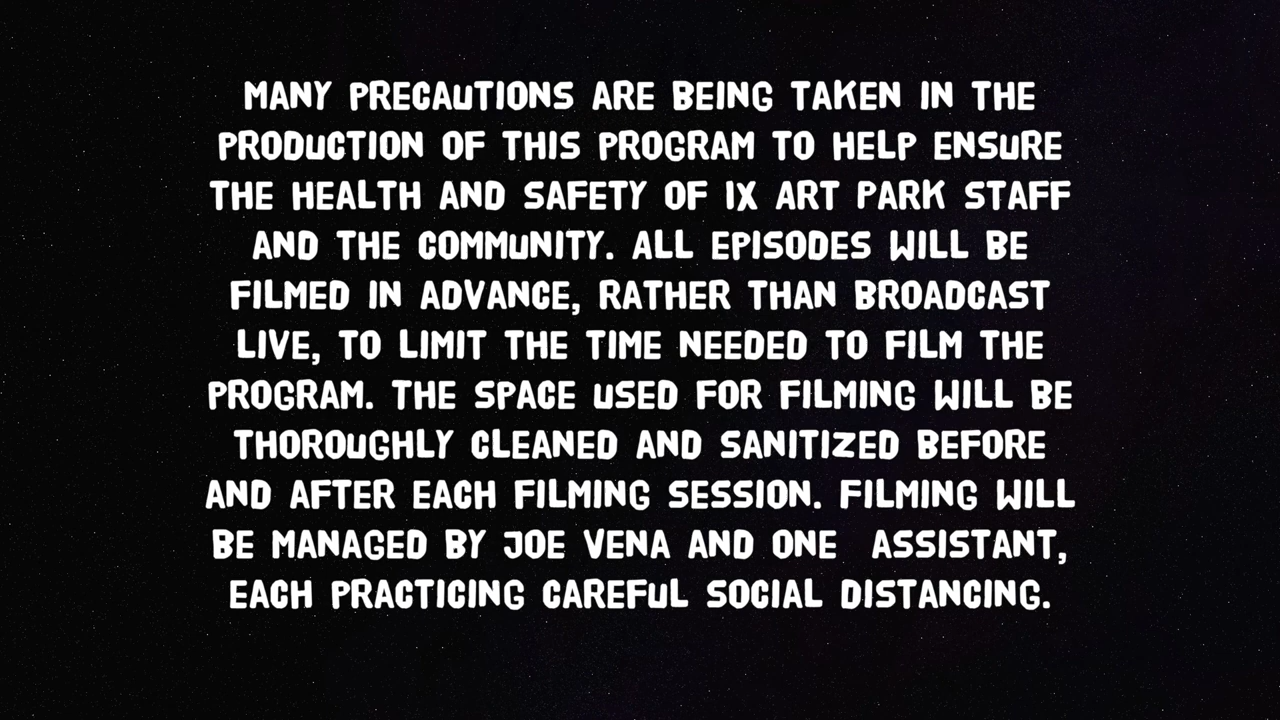 MANY PRECAUTIONS ARE BEING TAKEN IN THE
PRODUCTION OF THIS PROGRAM TO HELP ENSURE
THE HEALTH AND SAFETY OF IX ART PARK STAFF
AND THE COMMUNITY. ALL EPISODES WILL BE
FILMED IN ADVANCE, RATHER THAN BROADCAST
LIVE, TO LIMIT THE TIME NEEDED TO FILM THE
PROGRAM. THE SPACE USED FOR FILMING WILL BE
THOROUGHLY CLEANED AND SANITIZED BEFORE
AND AFTER EACH FILMING SESSION. FILMING WILL
BE MANAGED BY JOE VENA AND ONE  ASSISTANT,
EACH PRACTICING CAREFUL SOCIAL DISTANCING.